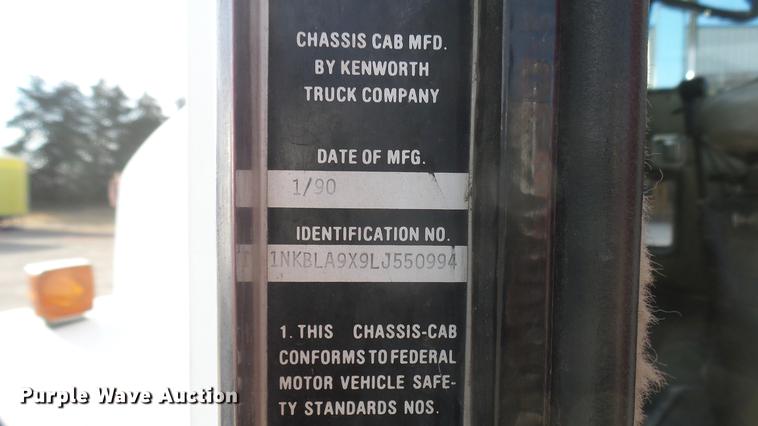 CHASSIS CAB MFD.
BY KENWORTH
TRUCK COMPANY
DATE OF MFG.
1/90
IDENTIFICATION NO.
1NKBLA9X9LJ550994
1. THIS CHASSIS-CAB
CONFORMS TO FEDERAL
MOTOR VEHICLE SAFE-
TY STANDARDS NOS.
Purple Wave Auction